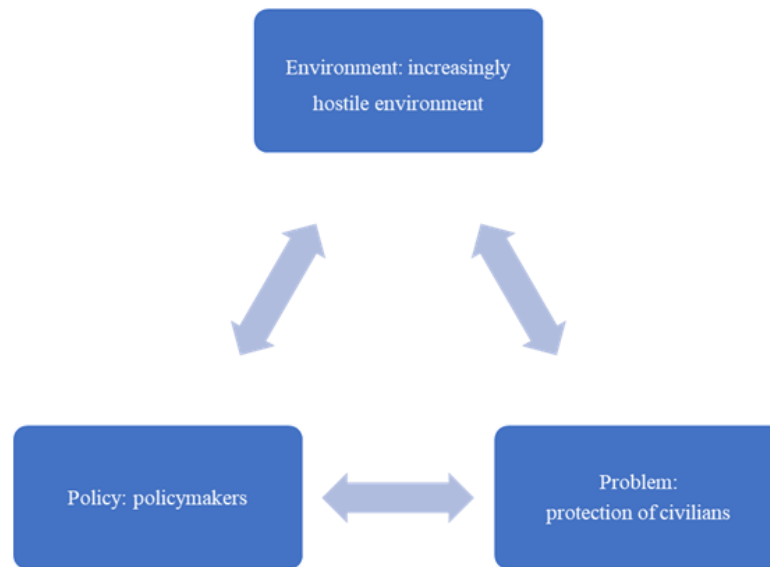 Environment: increasingly
hostile environment
Policy: policymakers
Problem:
protection of civilians